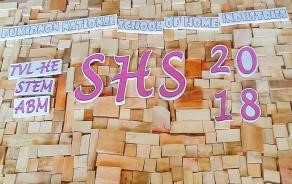 BUKIDNON NATIONAL SCHOOL OF HOME INDUSTRIES
TVL-HE
STEM
ABM
SHS
20
18